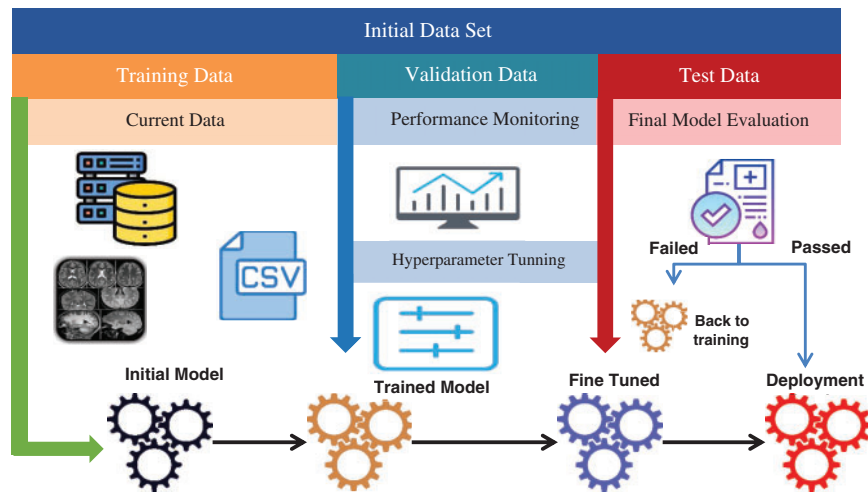 Initial Data Set
Training Data
Validation Data
Test Data
Current Data
Performance Monitoring
Final Model Evaluation
CSV
Hyperparameter Tunning
Failed
Passed
Back to
training
Initial Model
Trained Model
Fine Tuned
Deployment